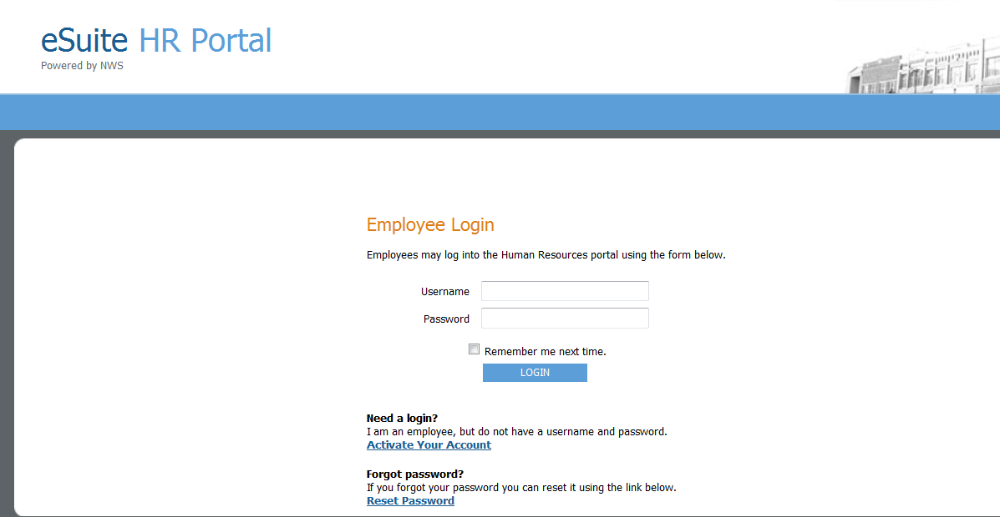 eSuite HR Portal
Powered by NWS
Employee Login
Employees may log into the Human Resources portal using the form below.
Username
Password
Remember me next time.
LOGIN
Need a login?
I am an employee, but do not have a username and password.
Activate Your Account
Forgot password?
If you forgot your password you can reset it using the link below.
Reset Password